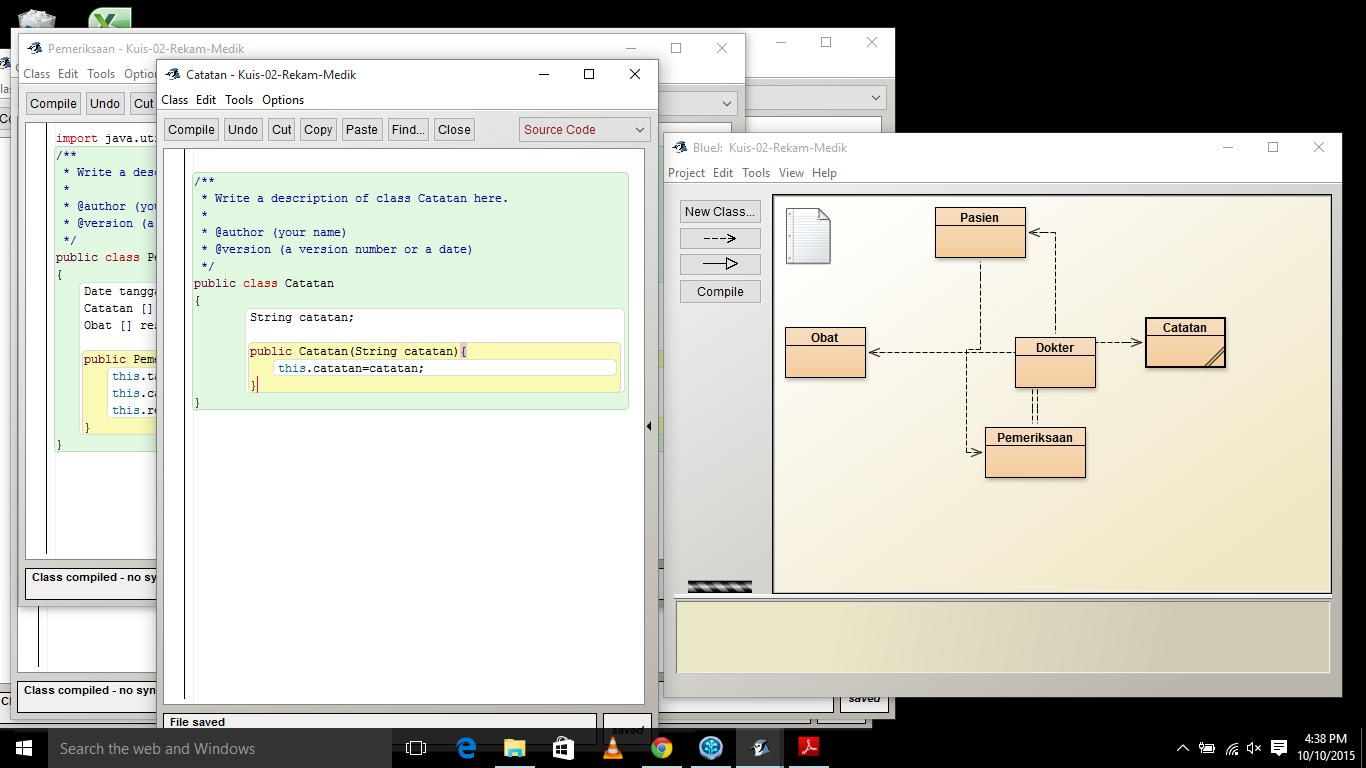 Pemeriksaan - Kuis-02-Rekam-Medik
Class Edit Tools Options
Compile Undo Cut
import java.uti
/**
* Write a des
*
* @author (you
* @version (a
*/
public class Pe
{
Date tangga
Catatan []
Obat [] res
public Peme
this.ta
this.ca
this.re
}
}
Class compiled - no sy
Class compiled - no syn
Catatan - Kuis-02-Rekam-Medik
Class Edit Tools Options
Compile Undo Cut Copy Paste Find... Close Source Code
/**
* Write a description of class Catatan here.
*
* @author (your name)
* @version (a version number or a date)
*/
public class Catatan
{
String catatan;
public Catatan(String catatan){
this.catatan=catatan;
}
}
File saved
saved
saved
BlueJ: Kuis-02-Rekam-Medik
Project Edit Tools View Help
New Class...
Compile
Pasien
Obat
Dokter
Catatan
Pemeriksaan
Search the web and Windows
4:38 PM
10/10/2015